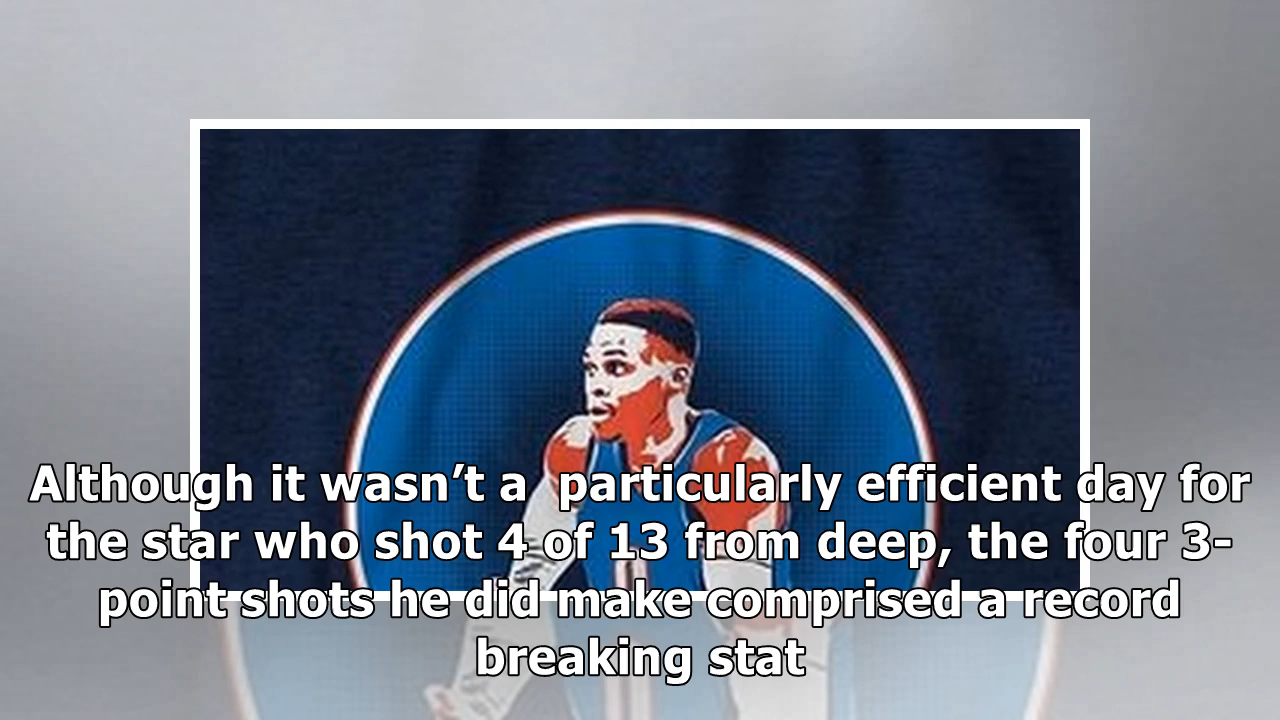 Although it wasn’t a  particularly efficient day for
the star who shot 4 of 13 from deep, the four 3-
point shots he did make comprised a record
breaking stat